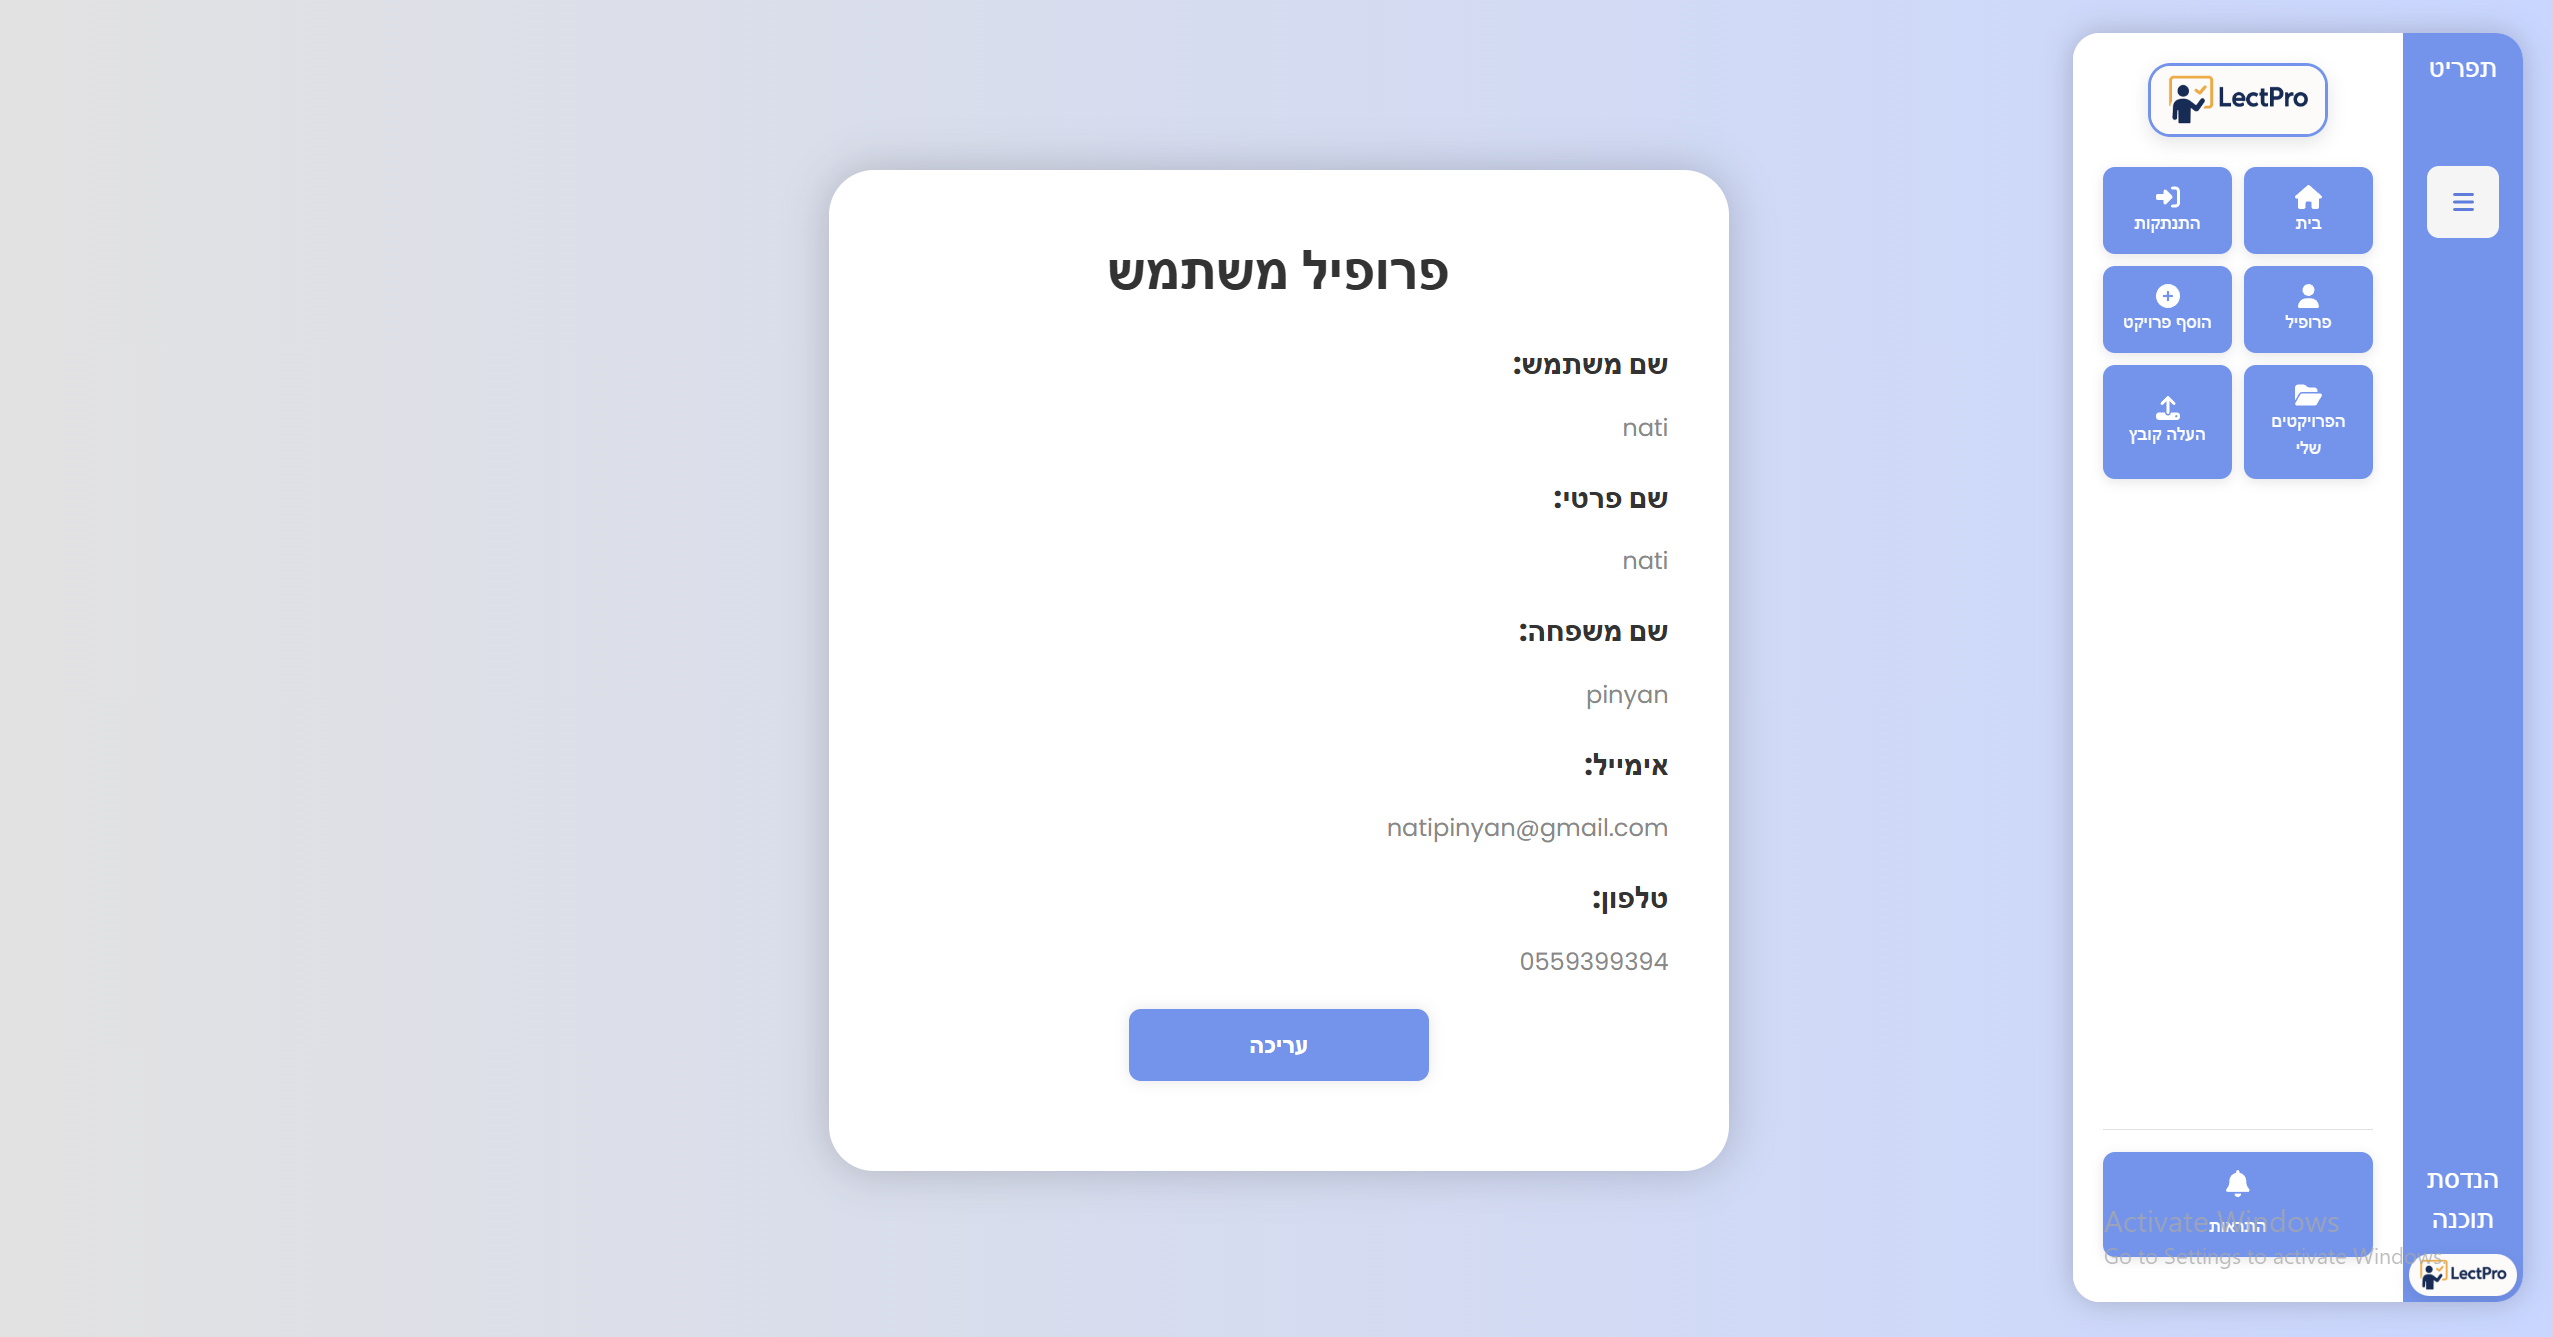 תפריט
LectPro
בית
התנתקות
פרופיל
הוסף פרויקט
הפרויקטים
שלי
העלה קובץ
פרופיל משתמש
שם משתמש:
nati
שם פרטי:
nati
שם משפחה:
pinyan
אימייל:
natipinyan@gmail.com
טלפון:
0559399394
עריכה
התראות
הנדסת
תוכנה
LectPro
Activate Windows
Go to Settings to activate Windows.